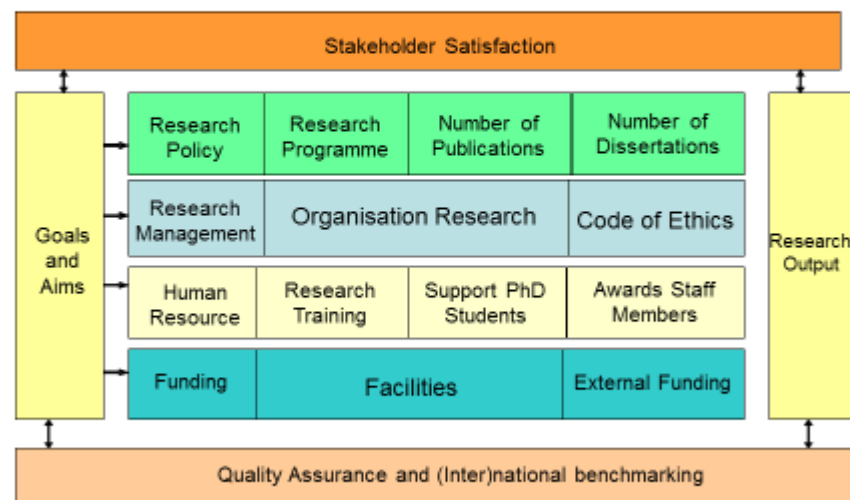 Stakeholder Satisfaction
Goals
and
Aims
Research
Policy
Research
Programme
Number of
Publications
Number of
Dissertations
Research
Management
Organisation Research
Code of Ethics
Human
Resource
Research
Training
Support PhD
Students
Awards Staff
Members
Funding
Facilities
External Funding
Research
Output
Quality Assurance and (Inter)national benchmarking